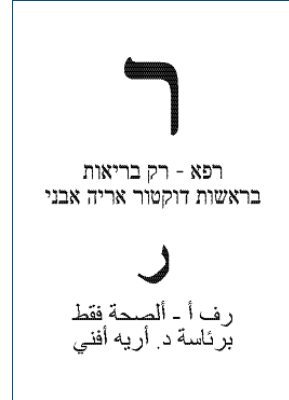 ר
רפא - רק בריאות
בראשות דוקטור אריה אבני
ر
رف أ - ألصحة فقط
برئاسة د. أريه أفني